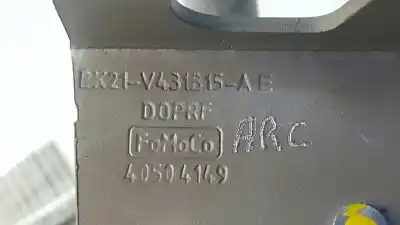 BK21-V431B15-AE
DOPRF
FoMoCo ARC
40504149